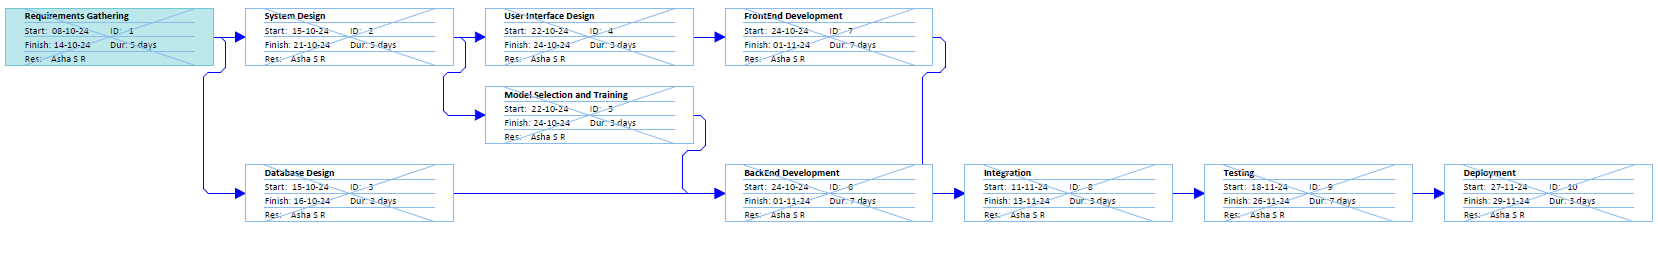 Requirements Gathering
Start: 08-10-24 ID: 1
Finish: 14-10-24 Dur: 5 days
Res: Asha S R
System Design
Start: 15-10-24 ID: 2
Finish: 21-10-24 Dur: 5 days
Res: Asha S R
User Interface Design
Start: 22-10-24 ID: 4
Finish: 24-10-24 Dur: 3 days
Res: Asha S R
FrontEnd Development
Start: 24-10-24 ID: 7
Finish: 01-11-24 Dur: 7 days
Res: Asha S R
Model Selection and Training
Start: 22-10-24 ID: 5
Finish: 24-10-24 Dur: 3 days
Res: Asha S R
Database Design
Start: 15-10-24 ID: 3
Finish: 16-10-24 Dur: 2 days
Res: Asha S R
BackEnd Development
Start: 24-10-24 ID: 6
Finish: 01-11-24 Dur: 7 days
Res: Asha S R
Integration
Start: 11-11-24 ID: 8
Finish: 13-11-24 Dur: 3 days
Res: Asha S R
Testing
Start: 18-11-24 ID: 9
Finish: 26-11-24 Dur: 7 days
Res: Asha S R
Deployment
Start: 27-11-24 ID: 10
Finish: 29-11-24 Dur: 3 days
Res: Asha S R